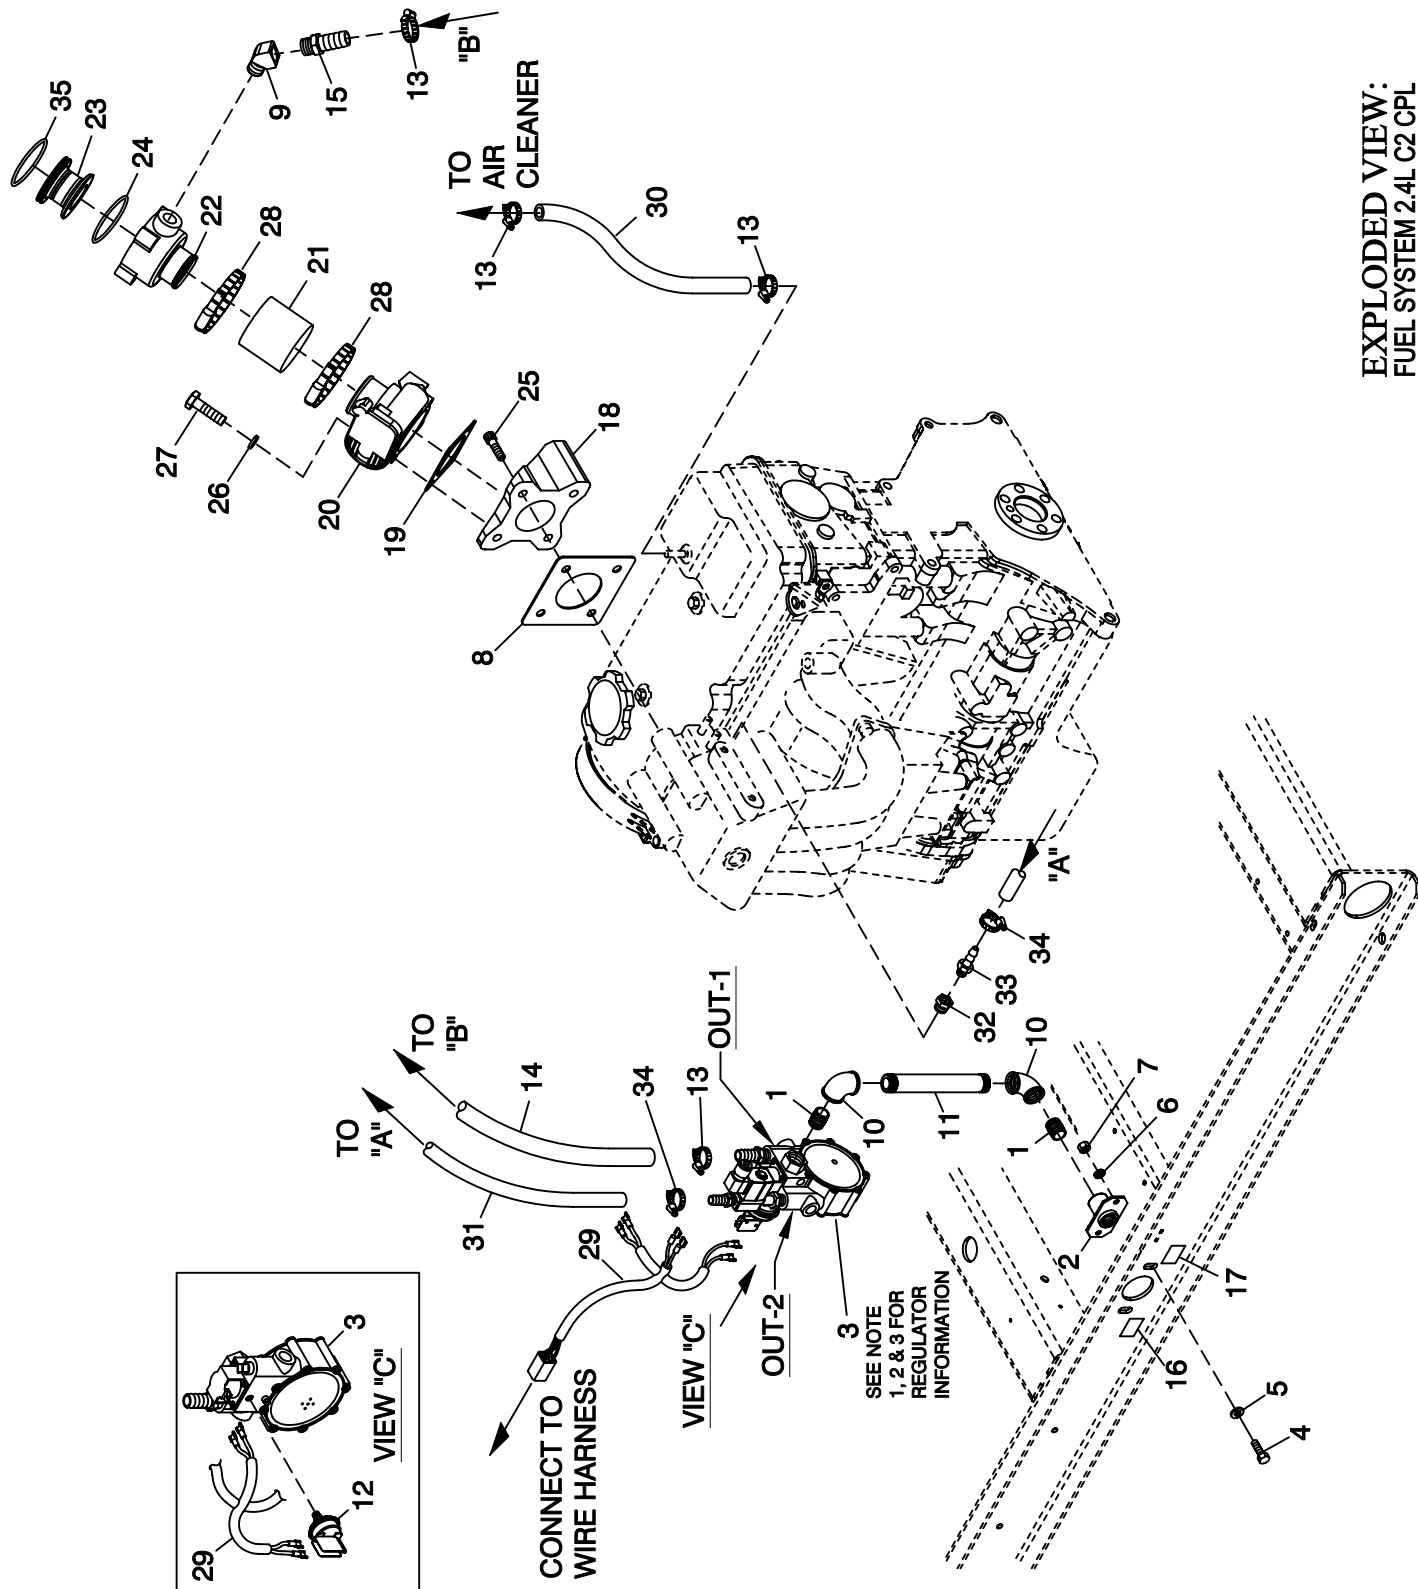 35
23
24
22
28
21
28
27
26
20
19
25
18
8
9
15
13
"B"
TO
AIR
CLEANER
13
30
13
EXPLODED VIEW:
FUEL SYSTEM 2.4L C2 CPL
TO
"A"
TO
"B"
31
14
34
13
29
OUT-1
1
10
11
10
1
7
6
2
17
16
5
4
32
33
34
"A"
VIEW "C"
OUT-2
3
SEE NOTE
1, 2 & 3 FOR
REGULATOR
INFORMATION
CONNECT TO
WIRE HARNESS
3
VIEW "C"
12
29